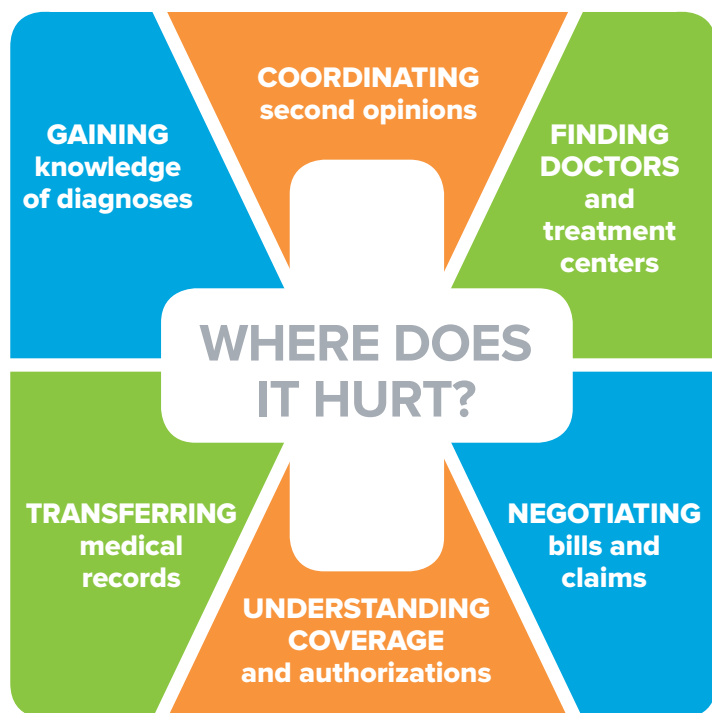 COORDINATING
second opinions
GAINING
knowledge
of diagnoses
FINDING
DOCTORS
and
treatment
centers
WHERE DOES
IT HURT?
TRANSFERRING
medical
records
NEGOTIATING
bills and
claims
UNDERSTANDING
COVERAGE
and authorizations